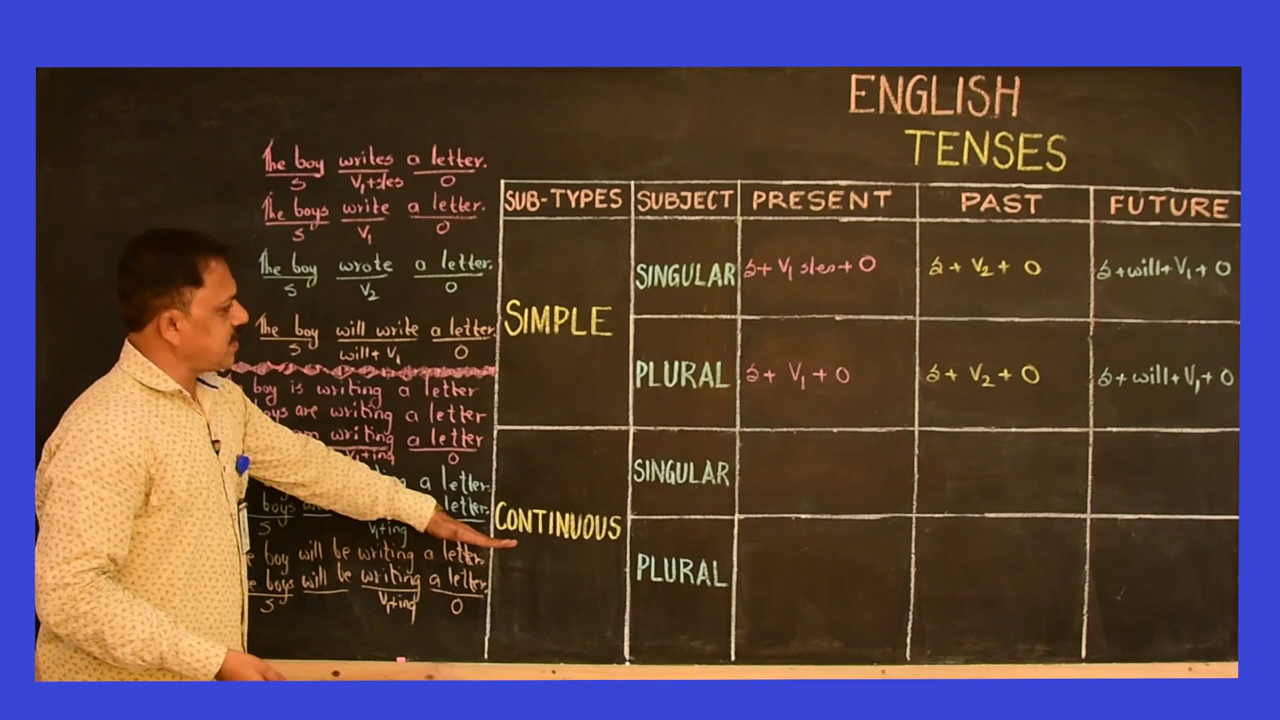 ENGLISH
TENSES
The boy writes a letter.
S V1+s/es O
The boys write a letter.
S V1 O
The boy wrote a letter.
S V2 O
The boy will write a letter
S will+ V1 O
boy is writing a letter
boys are writing a letter
writing a letter
V1+ing O
a letter.
boys letter.
S V1+ing
boy will be writing a letter
boys will be writing a letter.
S V1+ing O
SUB-TYPES SUBJECT PRESENT PAST FUTURE
SIMPLE
SINGULAR S+ V1 s/es+ O S + V2 + O S+will+V1+O
PLURAL S+ V1 + O S+ V2 + O S+will+V1+O
CONTINUOUS
SINGULAR
PLURAL